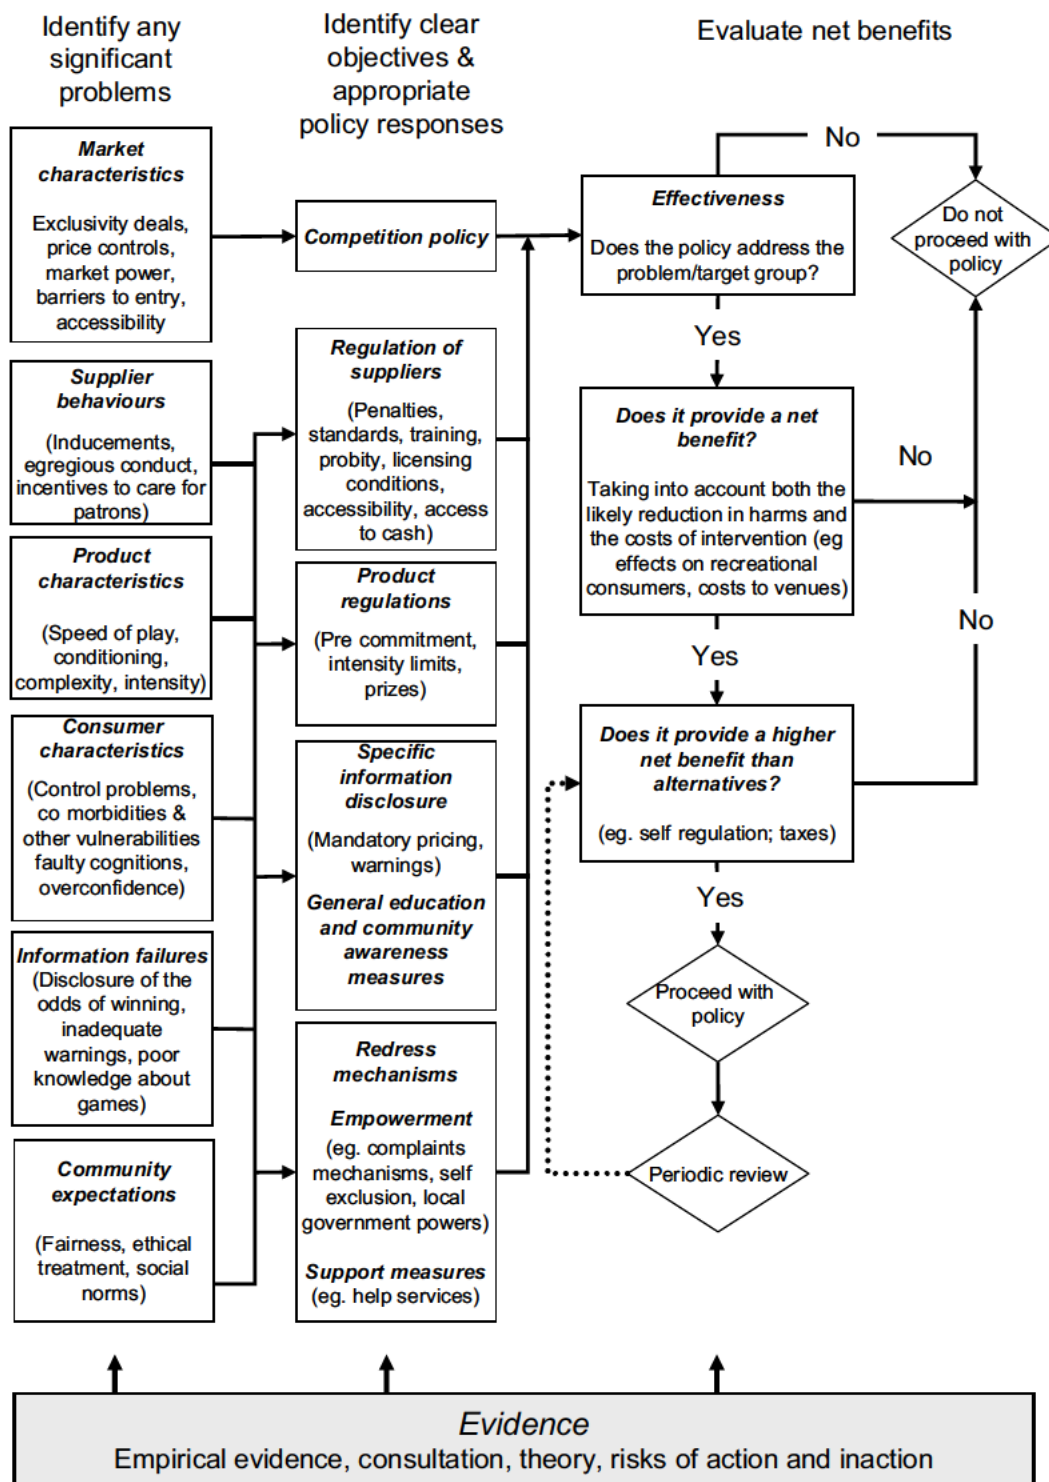 Identify any
significant
problems
Identify clear
objectives &
appropriate
policy responses
Evaluate net benefits
Market
characteristics
Exclusivity deals,
price controls,
market power,
barriers to entry,
accessibility
Supplier
behaviours
(Inducements,
egregious conduct,
incentives to care for
patrons)
Product
characteristics
(Speed of play,
conditioning,
complexity, intensity)
Consumer
characteristics
(Control problems,
co morbidities &
other vulnerabilities
faulty cognitions,
overconfidence)
Information failures
(Disclosure of the
odds of winning,
inadequate
warnings, poor
knowledge about
games)
Community
expectations
(Fairness, ethical
treatment, social
norms)
Competition policy
Regulation of
suppliers
(Penalties,
standards, training,
probity, licensing
conditions,
accessibility, access
to cash)
Product
regulations
(Pre commitment,
intensity limits,
prizes)
Specific
information
disclosure
(Mandatory pricing,
warnings)
General education
and community
awareness
measures
Redress
mechanisms
Empowerment
(eg. complaints
mechanisms, self
exclusion, local
government powers)
Support measures
(eg. help services)
Effectiveness
Does the policy address the
problem/target group?
No
Do not
proceed with
policy
Yes
Does it provide a net
benefit?
Taking into account both the
likely reduction in harms and
the costs of intervention (eg
effects on recreational
consumers, costs to venues)
No
Yes
Does it provide a higher
net benefit than
alternatives?
(eg. self regulation; taxes)
No
Yes
Proceed with
policy
Periodic review
Evidence
Empirical evidence, consultation, theory, risks of action and inaction